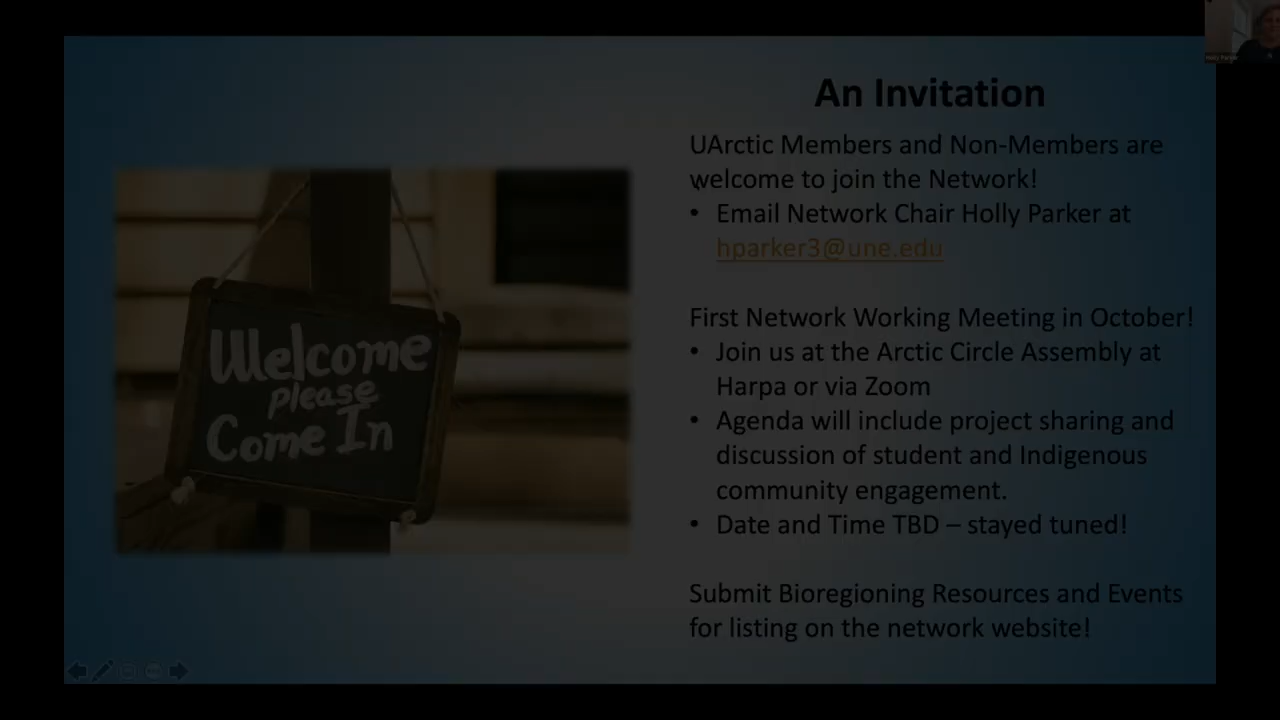 An Invitation
UArctic Members and Non-Members are
welcome to join the Network!
• Email Network Chair Holly Parker at
hparker3@une.edu
First Network Working Meeting in October!
• Join us at the Arctic Circle Assembly at
Harpa or via Zoom
• Agenda will include project sharing and
discussion of student and Indigenous
community engagement.
• Date and Time TBD – stayed tuned!
Submit Bioregioning Resources and Events
for listing on the network website!
Welcome
Please
Come In
Holly Parker